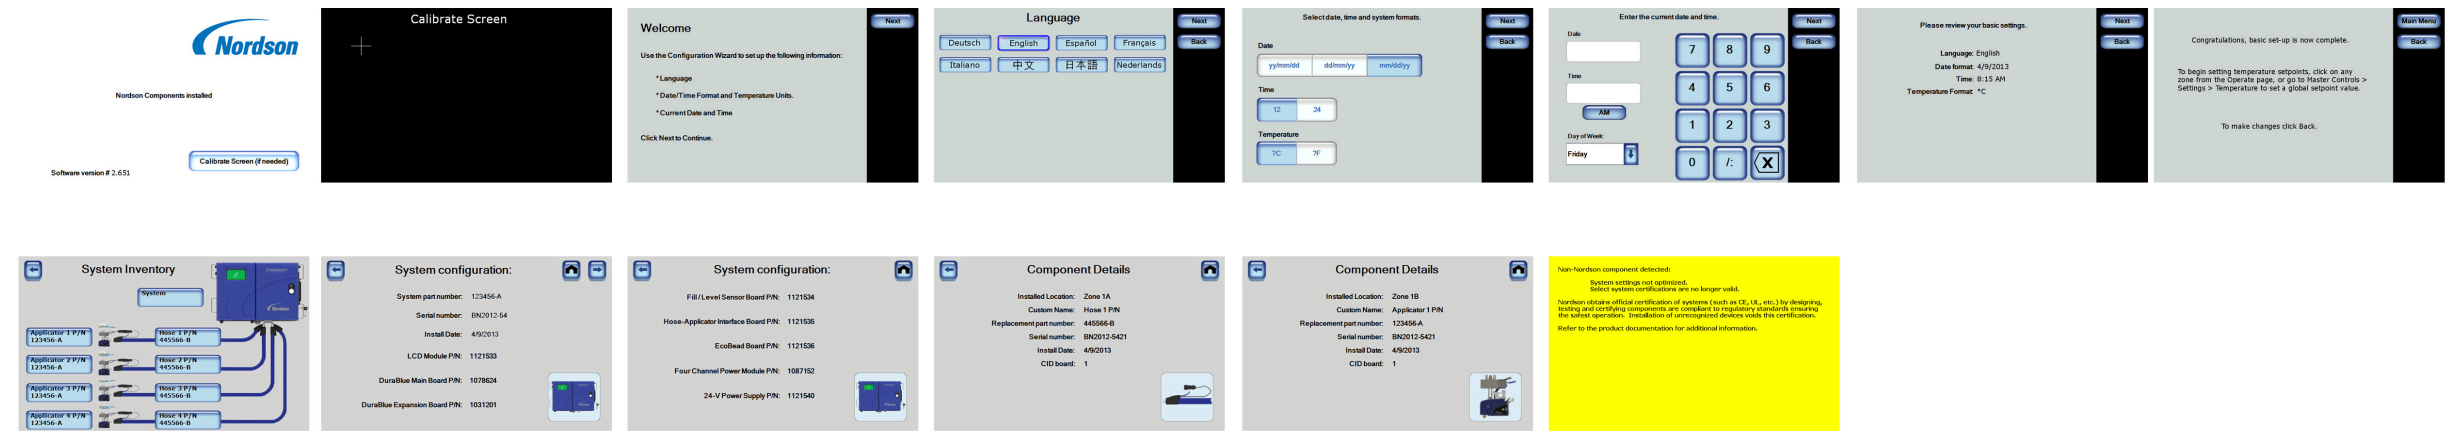 Nordson
Nordson Components installed
Calibrate Screen (if needed)
Software version # 2.651
Calibrate Screen
Welcome
Next
Use the Configuration Wizard to set up the following information:
* Language
* Date/Time Format and Temperature Units.
* Current Date and Time
Click Next to Continue.
Language
Next
Back
Deutsch English Español Français
Italiano 中文 日本語 Nederlands
Select date, time and system formats.
Next
Back
Date
yy/mm/dd dd/mm/yy mm/dd/yy
Time
12 24
Temperature
?C ?F
Enter the current date and time.
Next
Back
Date
Time
AM
Day of Week:
Friday
7 8 9
4 5 6
1 2 3
0 /: X
Please review your basic settings.
Next
Back
Language: English
Date format: 4/9/2013
Time: 8:15 AM
Temperature Format: °C
Main Menu
Back
Congratulations, basic set-up is now complete.
To begin setting temperature setpoints, click on any
zone from the Operate page, or go to Master Controls >
Settings > Temperature to set a global setpoint value.
To make changes click Back.
System Inventory
System
Nordson
Applicator 1 P/N
123456-A
Hose 1 P/N
445566-B
Applicator 2 P/N
123456-A
Hose 2 P/N
445566-B
Applicator 3 P/N
123456-A
Hose 3 P/N
445566-B
Applicator 4 P/N
123456-A
Hose 4 P/N
445566-B
System configuration:
System part number: 123456-A
Serial number: BN2012-54
Install Date: 4/9/2013
LCD Module P/N: 1121533
DuraBlue Main Board P/N: 1078624
DuraBlue Expansion Board P/N: 1031201
System configuration:
Fill / Level Sensor Board P/N: 1121534
Hose-Applicator Interface Board P/N: 1121535
EcoBead Board P/N: 1121536
Four Channel Power Module P/N: 1087152
24-V Power Supply P/N: 1121540
Component Details
Installed Location: Zone 1A
Custom Name: Hose 1 P/N
Replacement part number: 445566-B
Serial number: BN2012-5421
Install Date: 4/9/2013
CID board: 1
Component Details
Installed Location: Zone 1B
Custom Name: Applicator 1 P/N
Replacement part number: 123456-A
Serial number: BN2012-5421
Install Date: 4/9/2013
CID board: 1
Non-Nordson component detected:
System settings not optimized.
Select system certifications are no longer valid.
Nordson obtains official certification of systems (such as CE, UL, etc.) by designing,
testing and certifying components are compliant to regulatory standards ensuring
the safest operation. Installation of unrecognized devices voids this certification.
Refer to the product documentation for additional information.